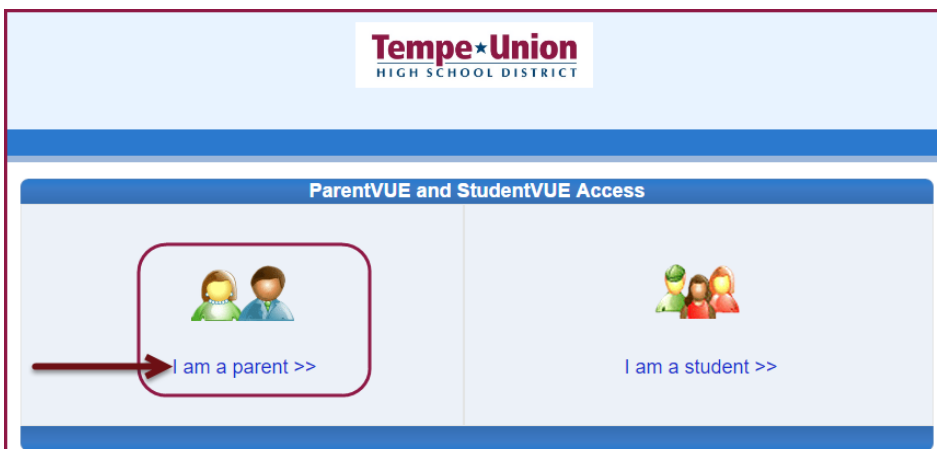 Tempe★Union
HIGH SCHOOL DISTRICT
ParentVUE and StudentVUE Access
I am a parent >>
I am a student >>